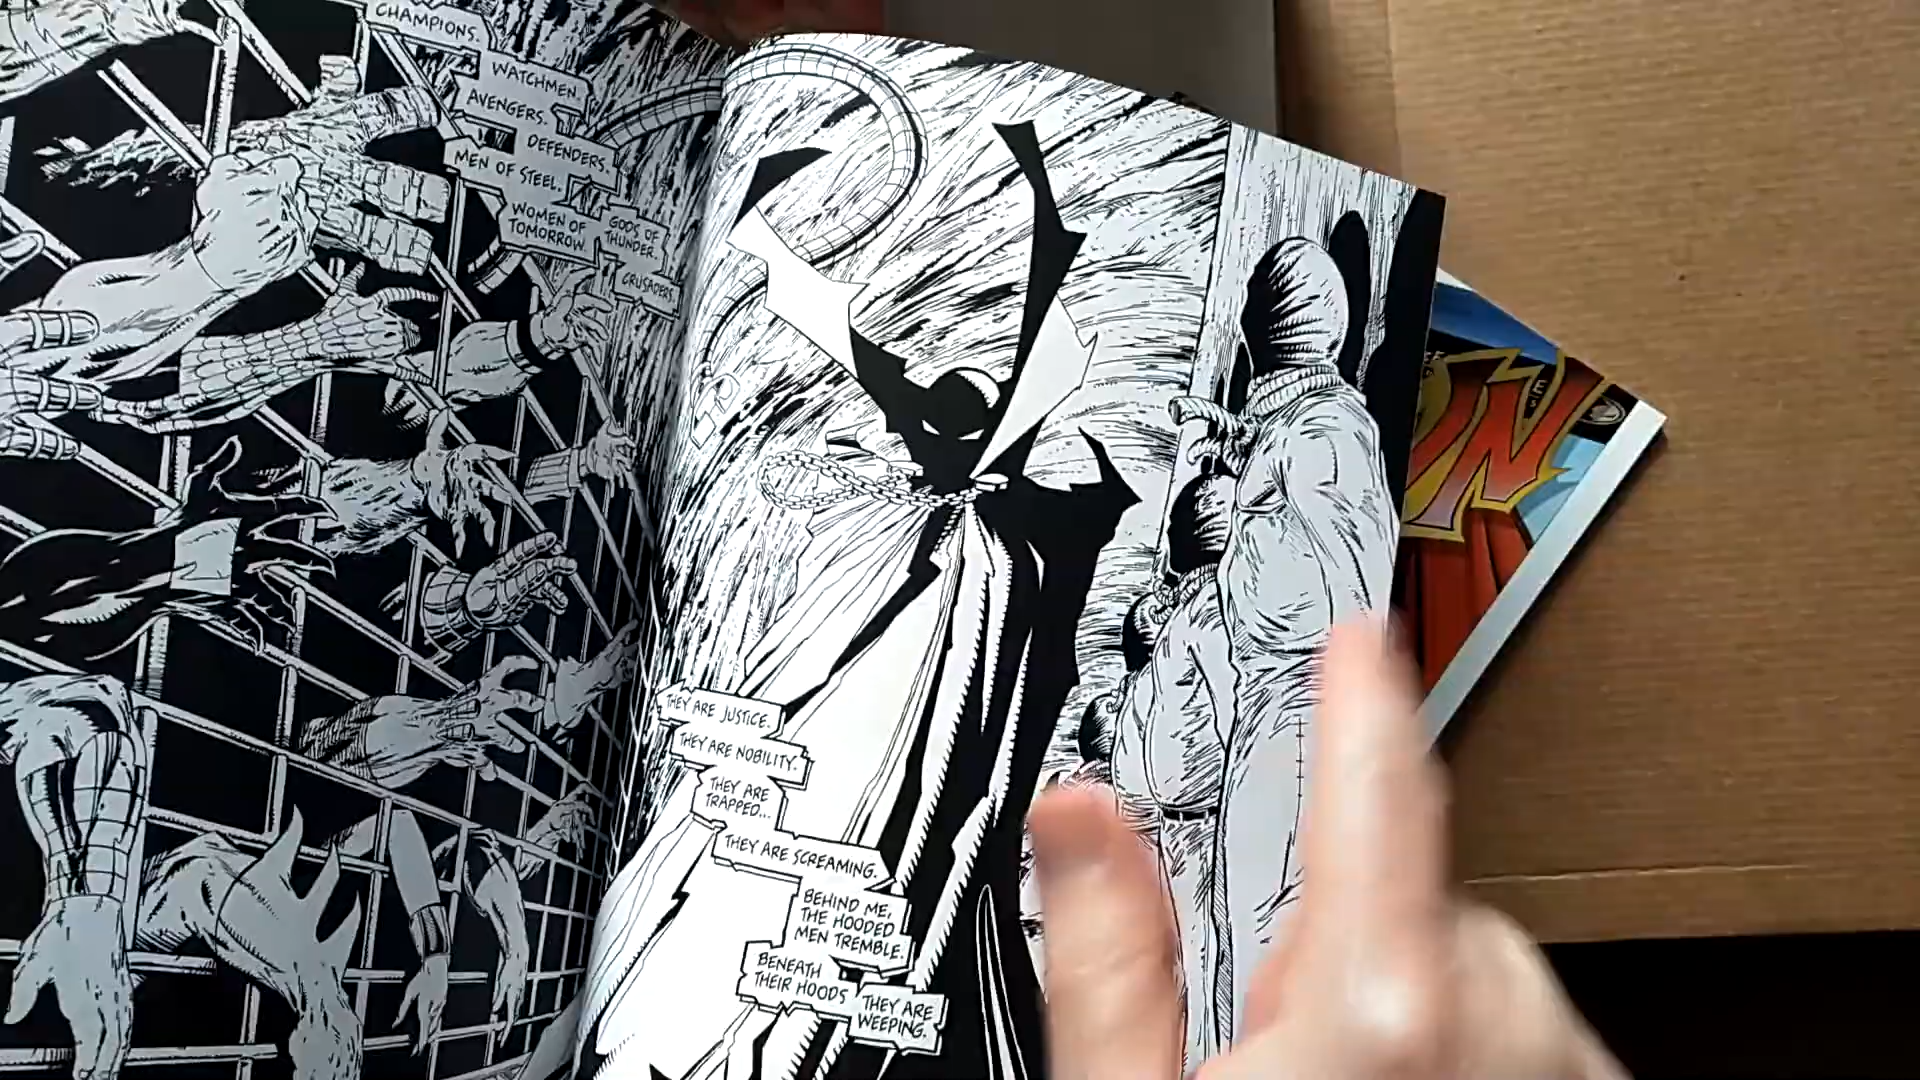 CHAMPIONS.
WATCHMEN.
AVENGERS.
DEFENDERS.
MEN OF STEEL.
WOMEN OF
TOMORROW.
GODS OF
THUNDER.
CRUSADERS.
THEY ARE JUSTICE.
THEY ARE NOBILITY.
THEY ARE
TRAPPED...
THEY ARE SCREAMING.
BEHIND ME,
THE HOODED
MEN TREMBLE.
BENEATH
THEIR HOODS
THEY ARE
WEEPING.
WN